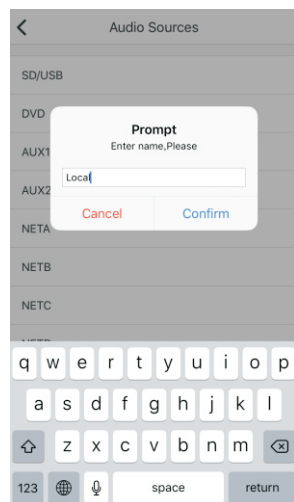 Audio Sources
SD/USB
DVD
Prompt
Enter name,Please
AUX1
Local
AUX2
Cancel Confirm
NETA
NETB
NETC
q w e r t y u i o p
a s d f g h j k l
z x c v b n m
123 space return